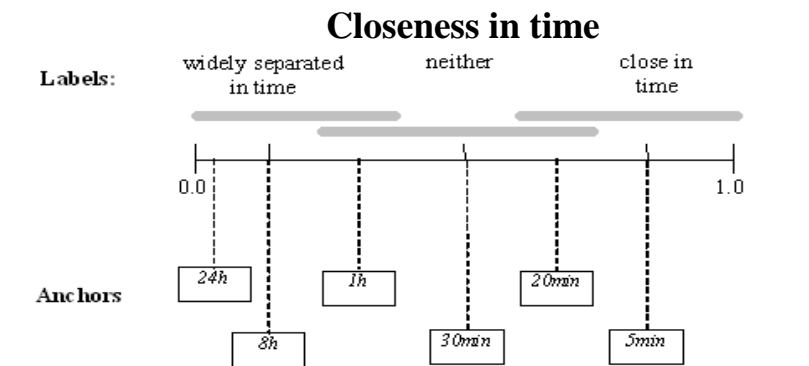 Closeness in time
Labels:
widely separated
in time
neither
close in
time
0.0
1.0
Anchors
24h
1h
20min
8h
30min
5min